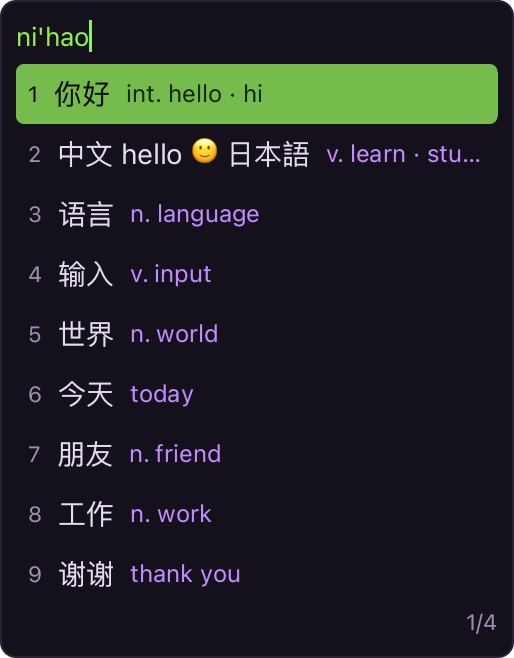 ni'hao
1 你好 int. hello · hi
2 中文 hello 🙂 日本語 v. learn · stu...
3 语言 n. language
4 输入 v. input
5 世界 n. world
6 今天 today
7 朋友 n. friend
8 工作 n. work
9 谢谢 thank you
1/4